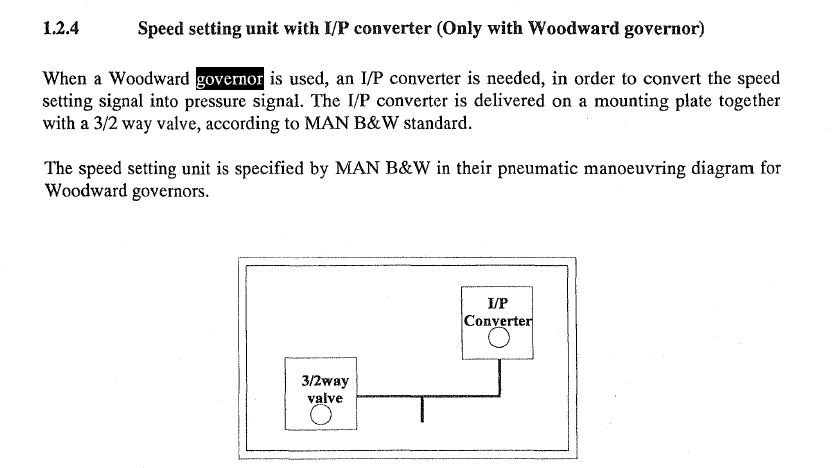 1.2.4 Speed setting unit with I/P converter (Only with Woodward governor)
When a Woodward governor is used, an I/P converter is needed, in order to convert the speed
setting signal into pressure signal. The I/P converter is delivered on a mounting plate together
with a 3/2 way valve, according to MAN B&W standard.
The speed setting unit is specified by MAN B&W in their pneumatic manoeuvring diagram for
Woodward governors.
I/P
Converter
3/2way
valve